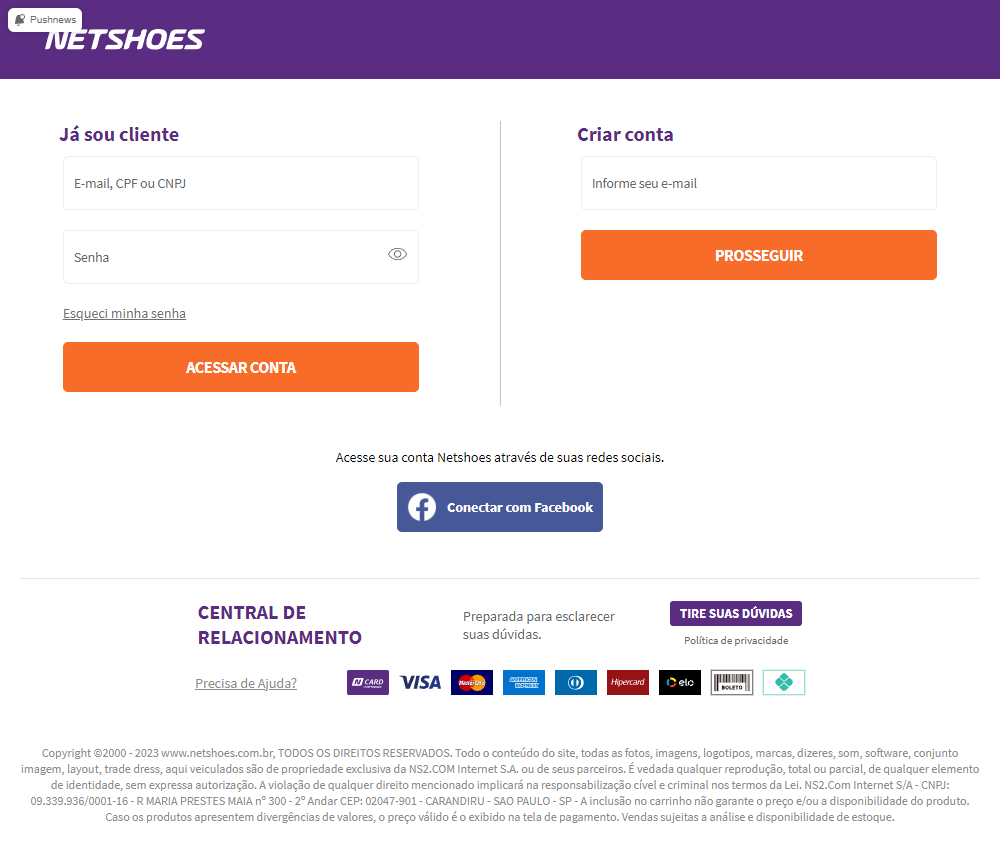 Pushnews
NETSHOES
Já sou cliente
E-mail, CPF ou CNPJ
Senha
Esqueci minha senha
ACESSAR CONTA
Criar conta
Informe seu e-mail
PROSSEGUIR
Acesse sua conta Netshoes através de suas redes sociais.
Conectar com Facebook
CENTRAL DE
RELACIONAMENTO
Preparada para esclarecer
suas dúvidas.
TIRE SUAS DÚVIDAS
Política de privacidade
Precisa de Ajuda?
N CARD
VISA
MasterCard
AMERICAN EXPRESS
Hipercard
elo
BOLETO
Copyright ©2000 - 2023 www.netshoes.com.br, TODOS OS DIREITOS RESERVADOS. Todo o conteúdo do site, todas as fotos, imagens, logotipos, marcas, dizeres, som, software, conjunto
imagem, layout, trade dress, aqui veiculados são de propriedade exclusiva da NS2.COM Internet S.A. ou de seus parceiros. É vedada qualquer reprodução, total ou parcial, de qualquer elemento
de identidade, sem expressa autorização. A violação de qualquer direito mencionado implicará na responsabilização cível e criminal nos termos da Lei. NS2.Com Internet S/A - CNPJ:
09.339.936/0001-16 - R MARIA PRESTES MAIA nº 300 - 2º Andar CEP: 02047-901 - CARANDIRU - SAO PAULO - SP - A inclusão no carrinho não garante o preço e/ou a disponibilidade do produto.
Caso os produtos apresentem divergências de valores, o preço válido é o exibido na tela de pagamento. Vendas sujeitas a análise e disponibilidade de estoque.